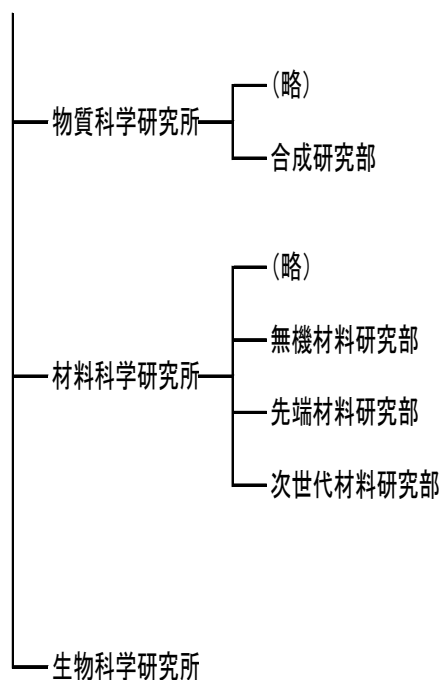 (略)
物質科学研究所
合成研究部
(略)
無機材料研究部
材料科学研究所
先端材料研究部
次世代材料研究部
生物科学研究所